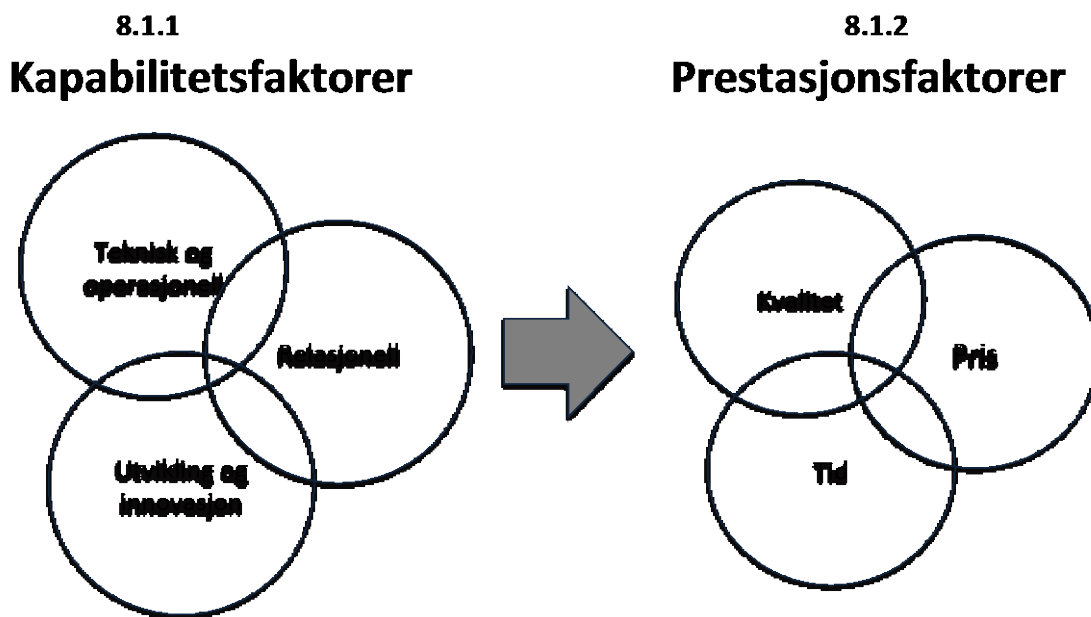 8.1.1
Kapabilitetsfaktorer
Teknisk og
operasjonell
Relasjonell
Utvikling og
innovasjon
8.1.2
Prestasjonsfaktorer
Kvalitet
Pris
Tid